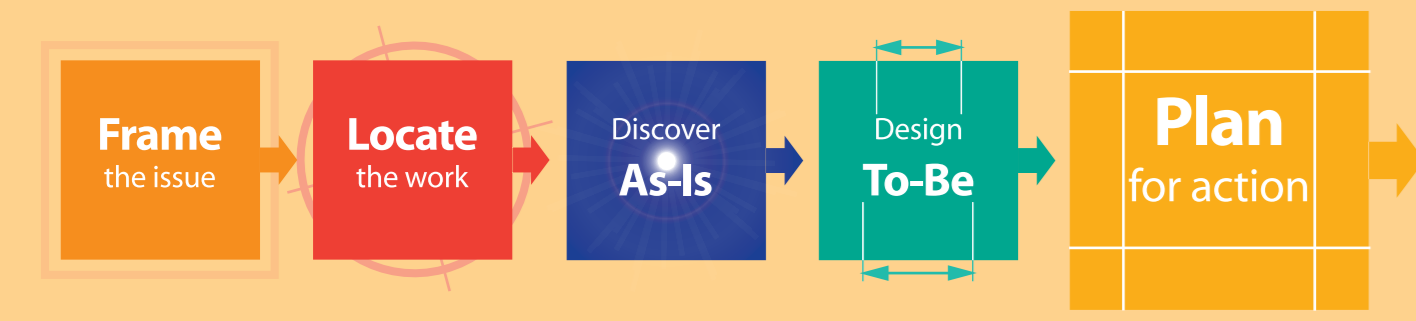 Frame
the issue
Locate
the work
Discover
As-Is
Design
To-Be
Plan
for action